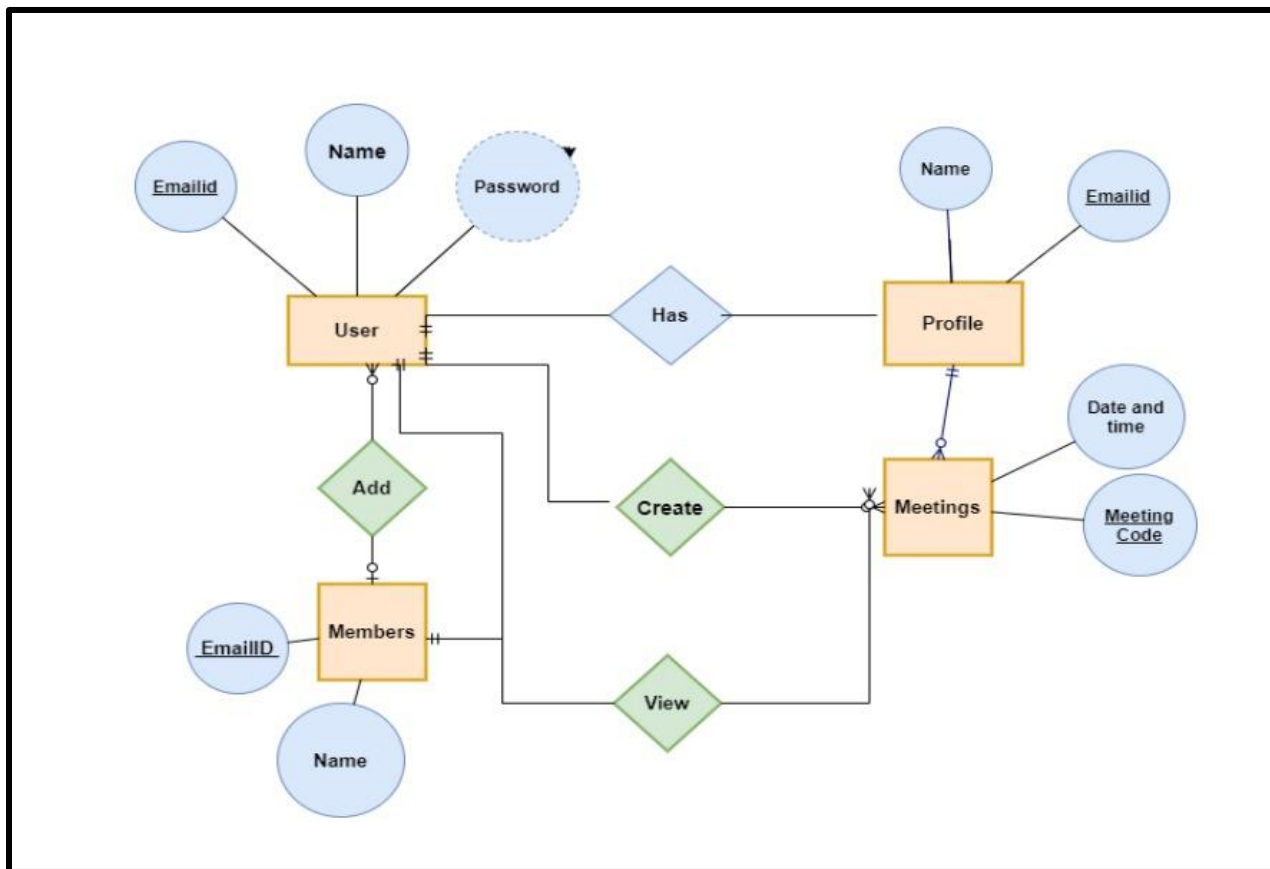 Name
Password
Emailid
Name
Emailid
Has
User
Profile
Date and
time
Add
Create
Meetings
Meeting
Code
Members
EmailID
View
Name